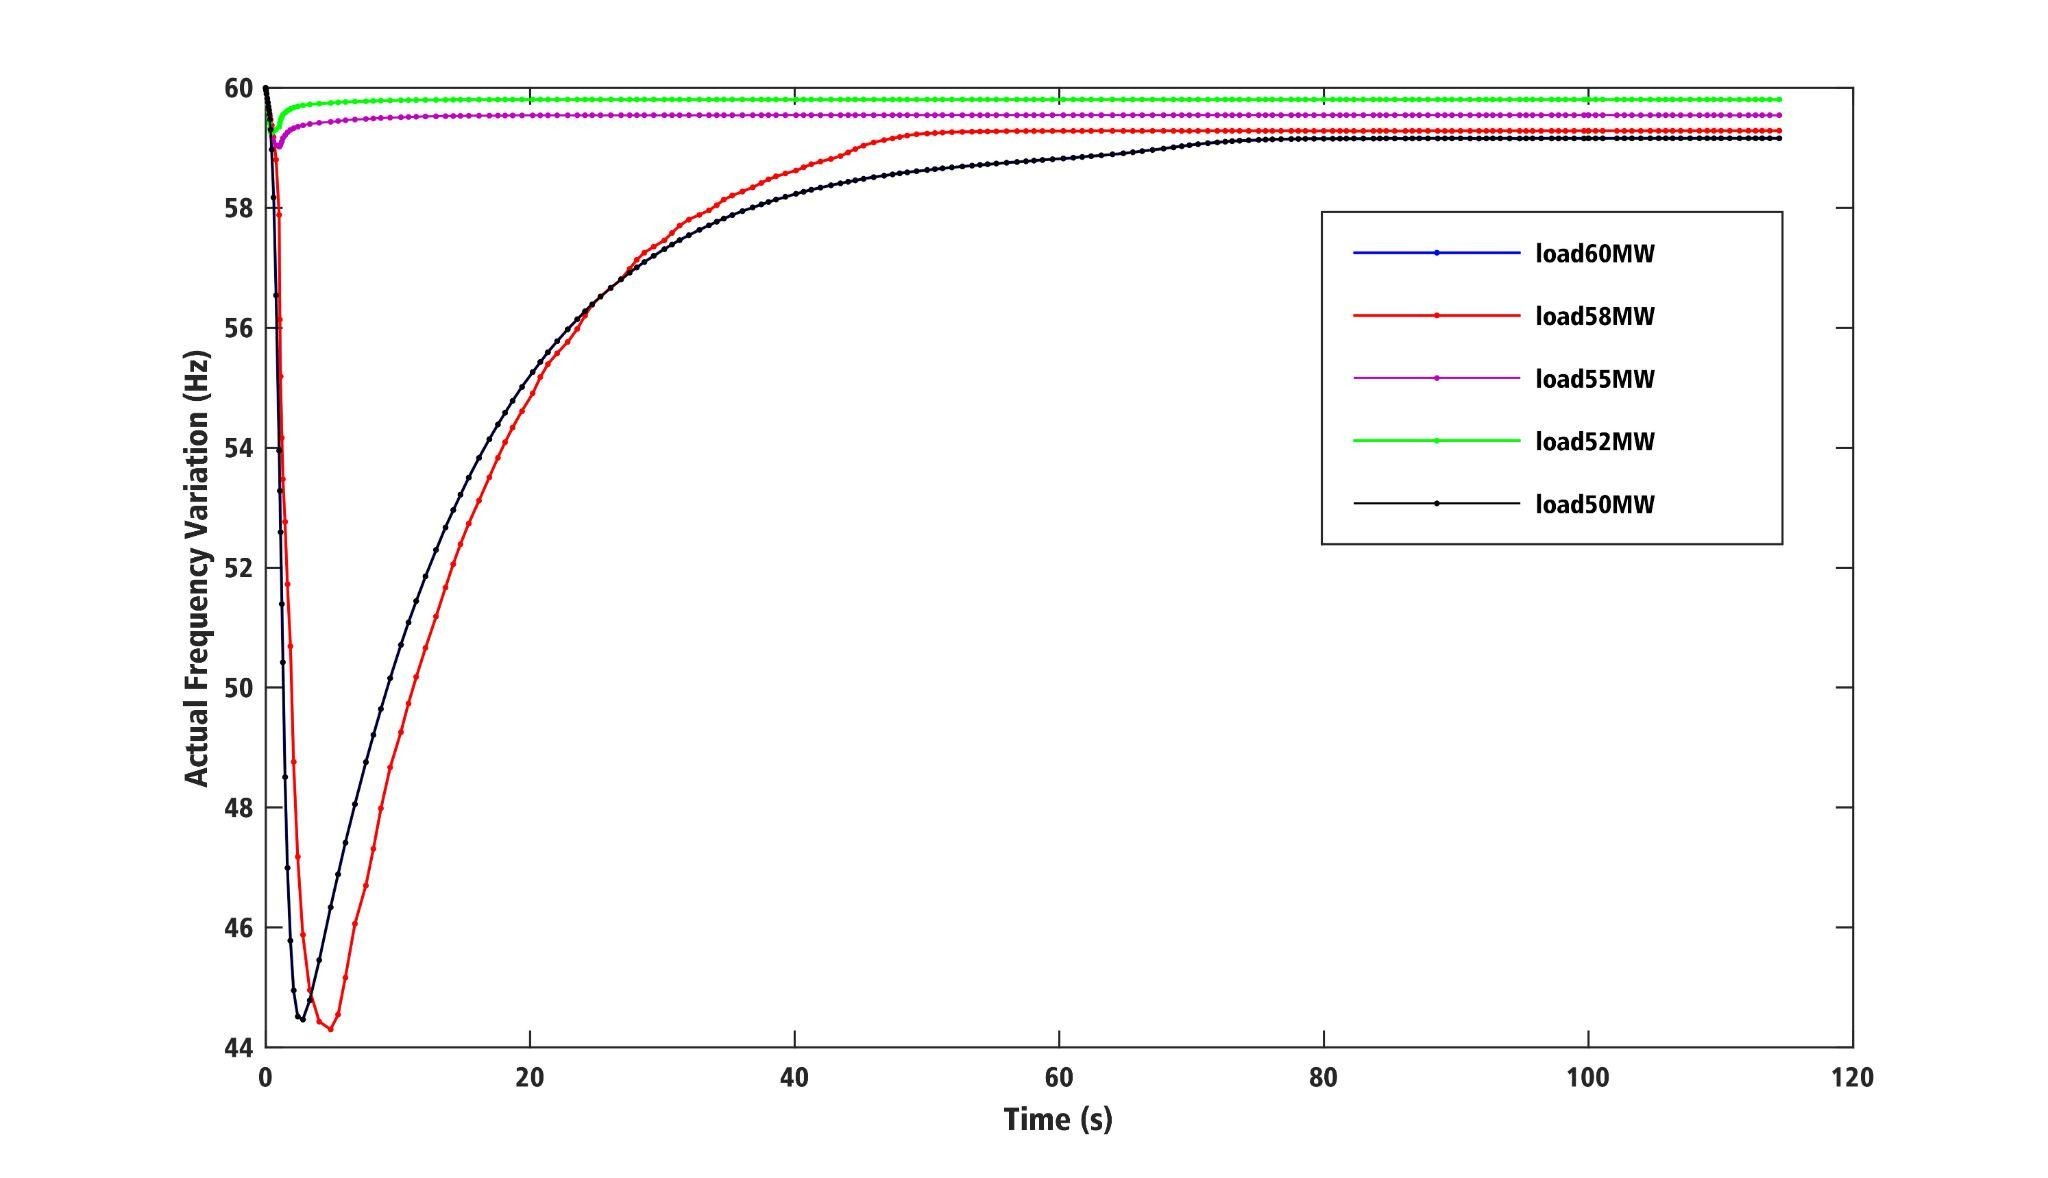 60
58
56
54
52
50
48
46
44
Actual Frequency Variation (Hz)
load60MW
load58MW
load55MW
load52MW
load50MW
0 20 40 60 80 100 120
Time (s)